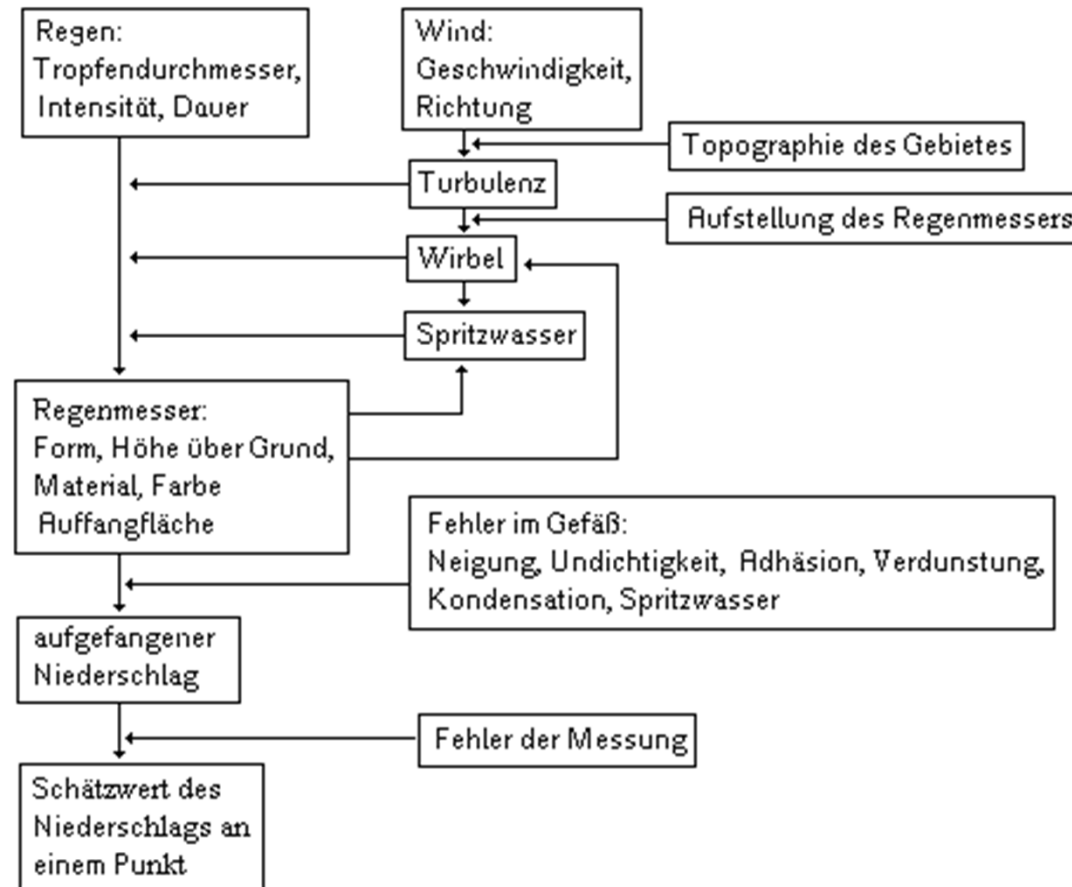 Regen:
Tropfendurchmesser,
Intensität, Dauer
Wind:
Geschwindigkeit,
Richtung
Topographie des Gebietes
Turbulenz
Aufstellung des Regenmessers
Wirbel
Spritzwasser
Regenmesser:
Form, Höhe über Grund,
Material, Farbe
Auffangfläche
Fehler im Gefäß:
Neigung, Undichtigkeit, Adhäsion, Verdunstung,
Kondensation, Spritzwasser
aufgefangener
Niederschlag
Fehler der Messung
Schätzwert des
Niederschlags an
einem Punkt